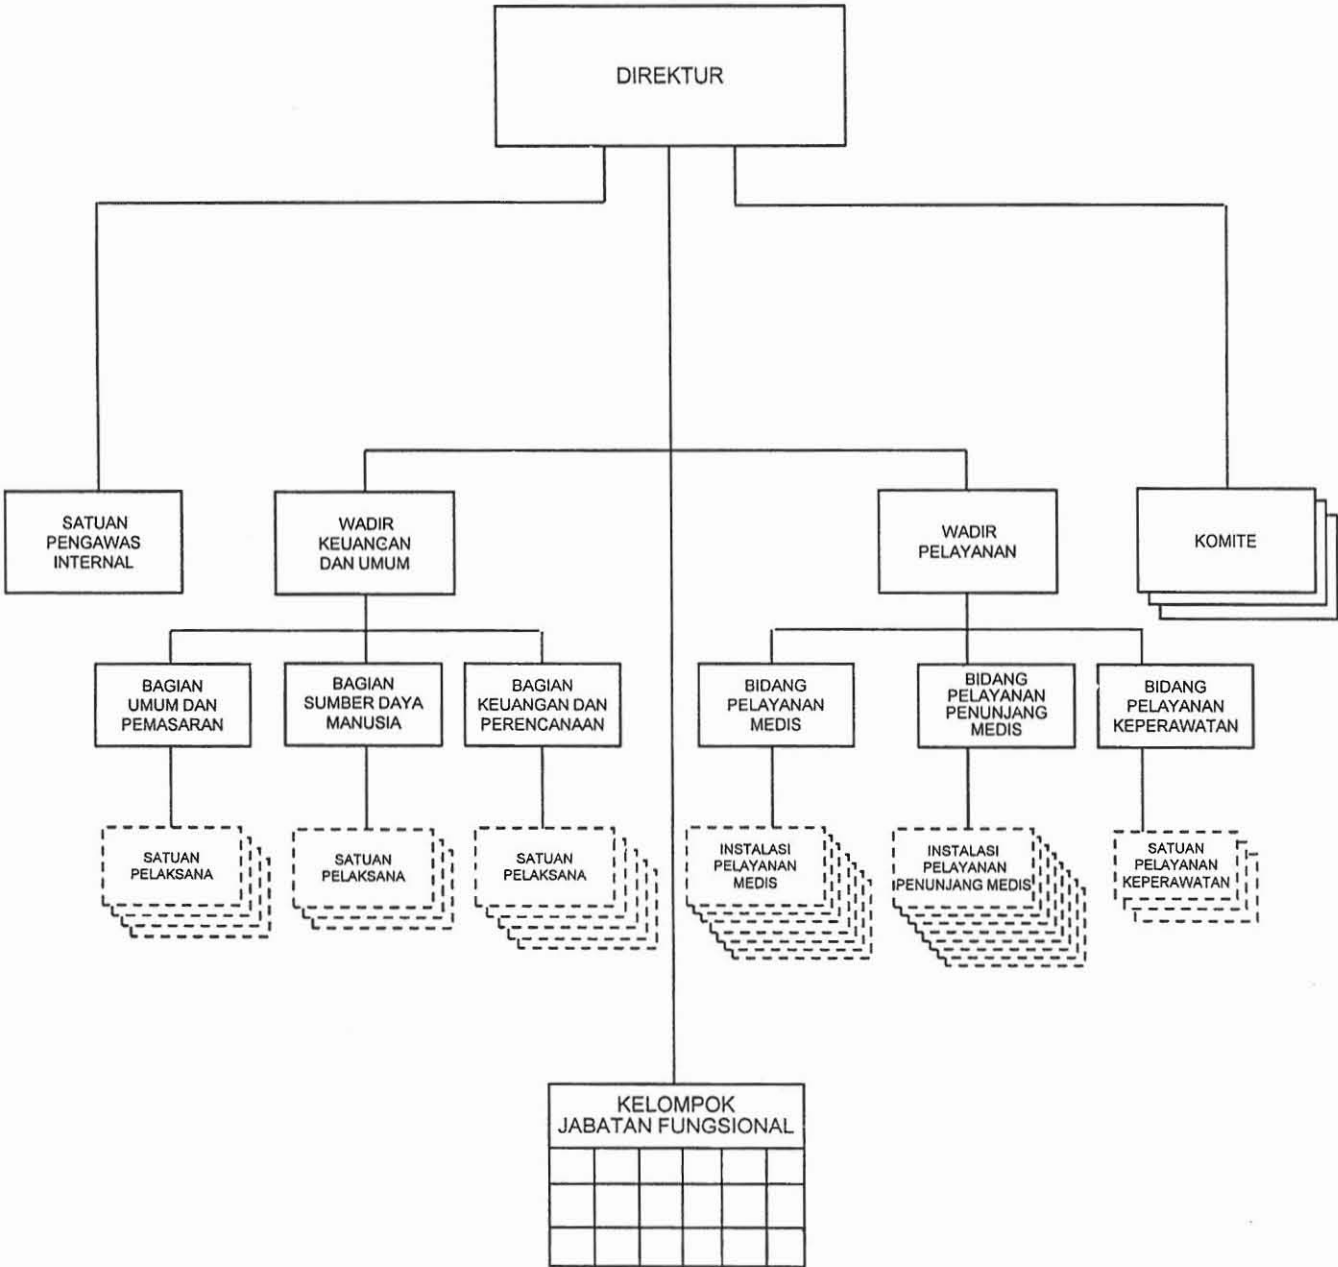 DIREKTUR
SATUAN
PENGAWAS
INTERNAL
WADIR
KEUANGAN
DAN UMUM
WADIR
PELAYANAN
KOMITE
BAGIAN
UMUM DAN
PEMASARAN
BAGIAN
SUMBER DAYA
MANUSIA
BAGIAN
KEUANGAN DAN
PERENCANAAN
BIDANG
PELAYANAN
MEDIS
BIDANG
PELAYANAN
PENUNJANG
MEDIS
BIDANG
PELAYANAN
KEPERAWATAN
SATUAN
PELAKSANA
SATUAN
PELAKSANA
SATUAN
PELAKSANA
INSTALASI
PELAYANAN
MEDIS
INSTALASI
PELAYANAN
PENUNJANG MEDIS
SATUAN
PELAYANAN
KEPERAWATAN
KELOMPOK
JABATAN FUNGSIONAL